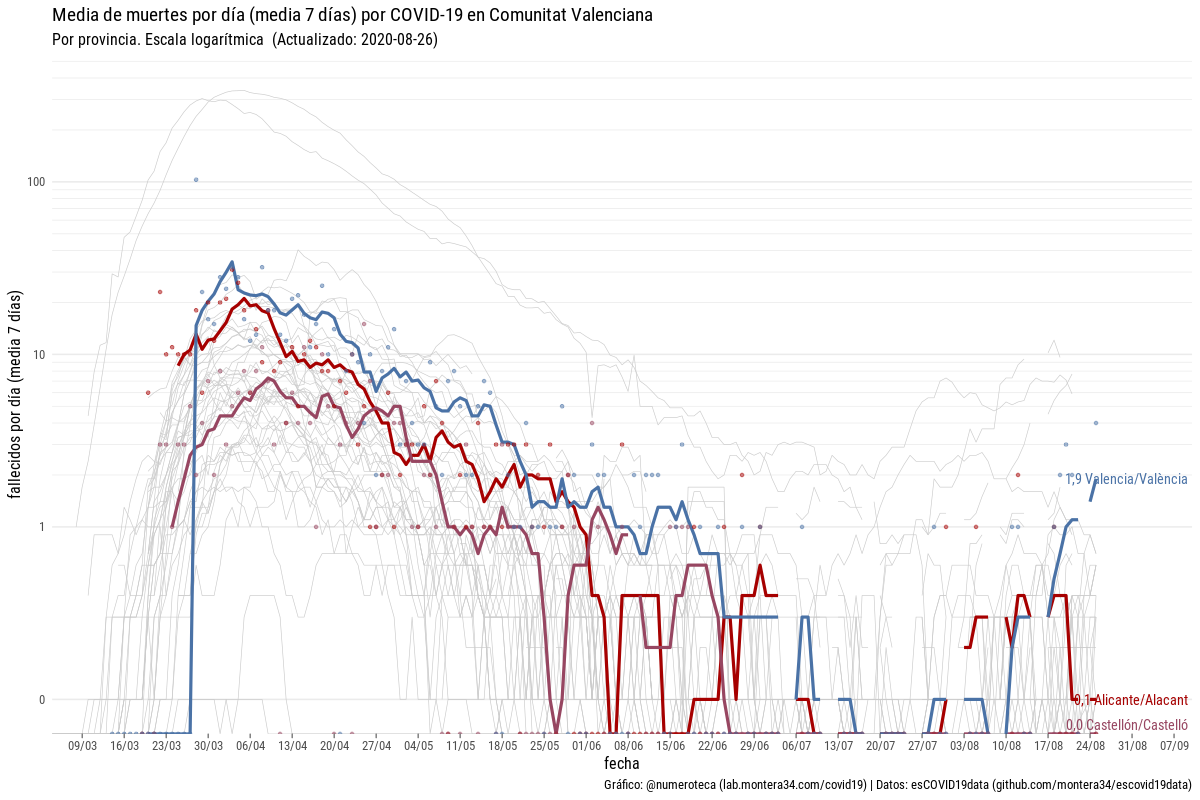 Media de muertes por día (media 7 días) por COVID-19 en Comunitat Valenciana
Por provincia. Escala logarítmica (Actualizado: 2020-08-26)
fallecidos por día (media 7 días)
100
10
1
0
1,9 Valencia/València
0,1 Alicante/Alacant
0,0 Castellón/Castelló
09/03 16/03 23/03 30/03 06/04 13/04 20/04 27/04 4/05 11/05 18/05 25/05 01/06 08/06 15/06 22/06 29/06 06/07 13/07 20/07 27/07 03/08 10/08 17/08 24/08 31/08 07/09
fecha
Gráfico: @numeroteca (lab.montera34.com/covid19) | Datos: esCOVID19data (github.com/montera34/escovid19data)